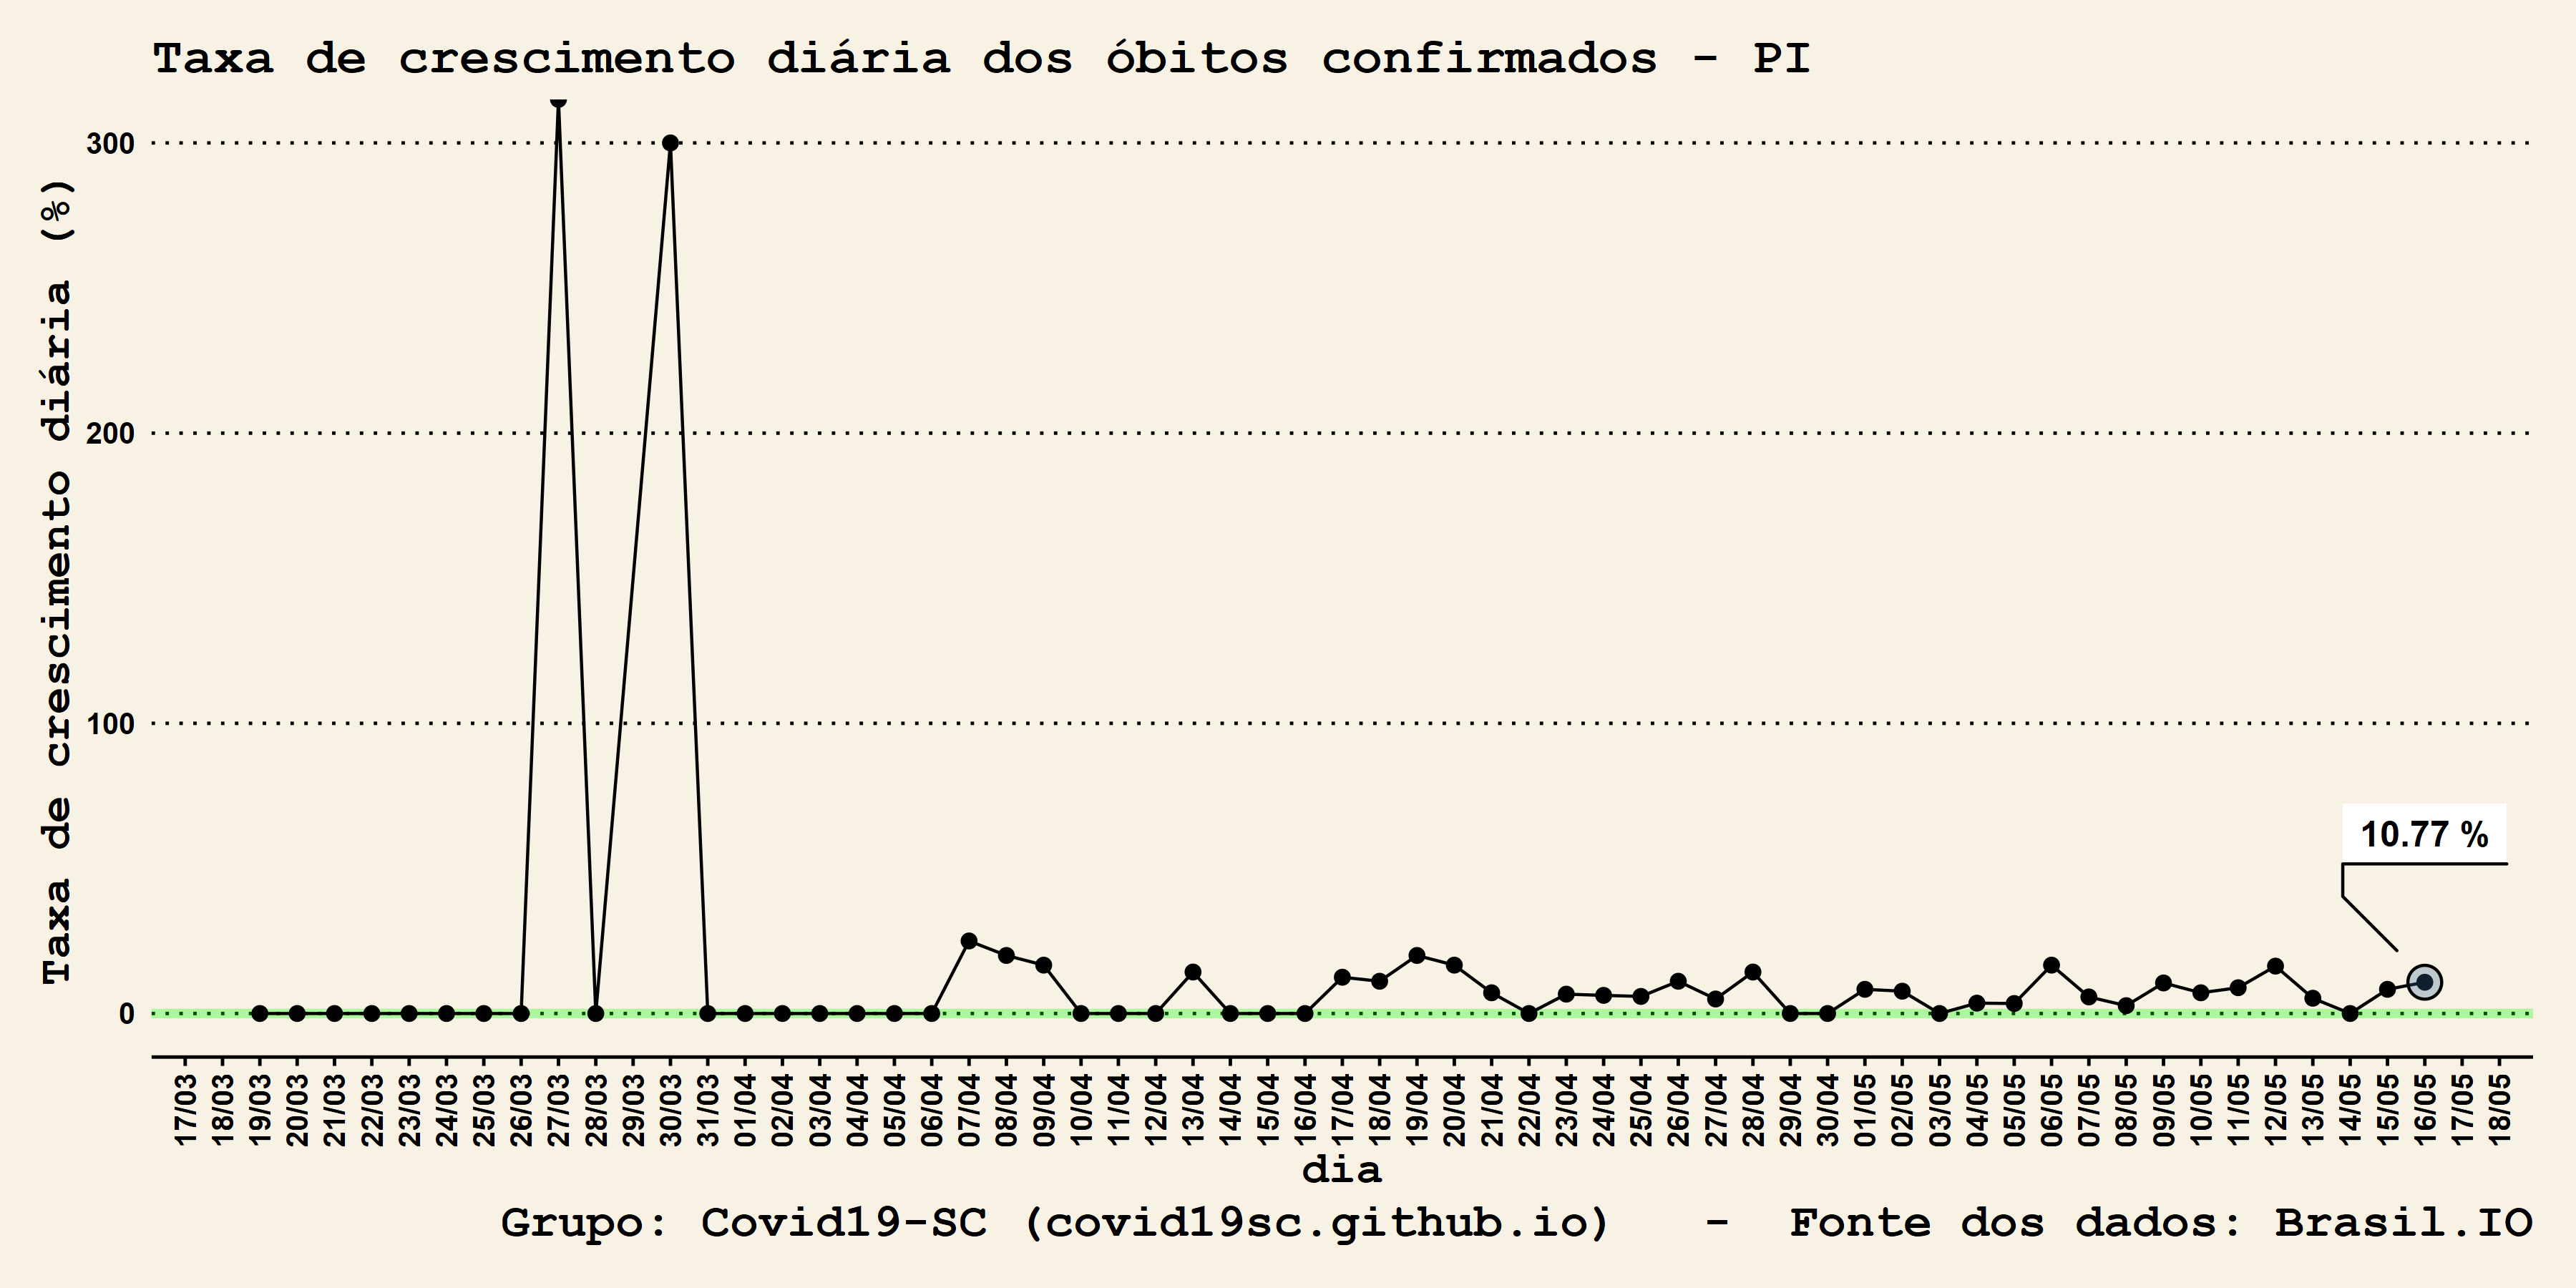 Taxa de crescimento diária dos óbitos confirmados - PI
Taxa de crescimento diária (%)
300
200
100
0
10.77 %
17/03 18/03 19/03 20/03 21/03 22/03 23/03 24/03 25/03 26/03 27/03 28/03 29/03 30/03 31/03 01/04 02/04 03/04 04/04 05/04 06/04 07/04 08/04 09/04 10/04 11/04 12/04 13/04 14/04 15/04 16/04 17/04 18/04 19/04 20/04 21/04 22/04 23/04 24/04 25/04 26/04 27/04 28/04 29/04 30/04 01/05 02/05 03/05 04/05 05/05 06/05 07/05 08/05 09/05 10/05 11/05 12/05 13/05 14/05 15/05 16/05 17/05 18/05
dia
Grupo: Covid19-SC (covid19sc.github.io) - Fonte dos dados: Brasil.IO